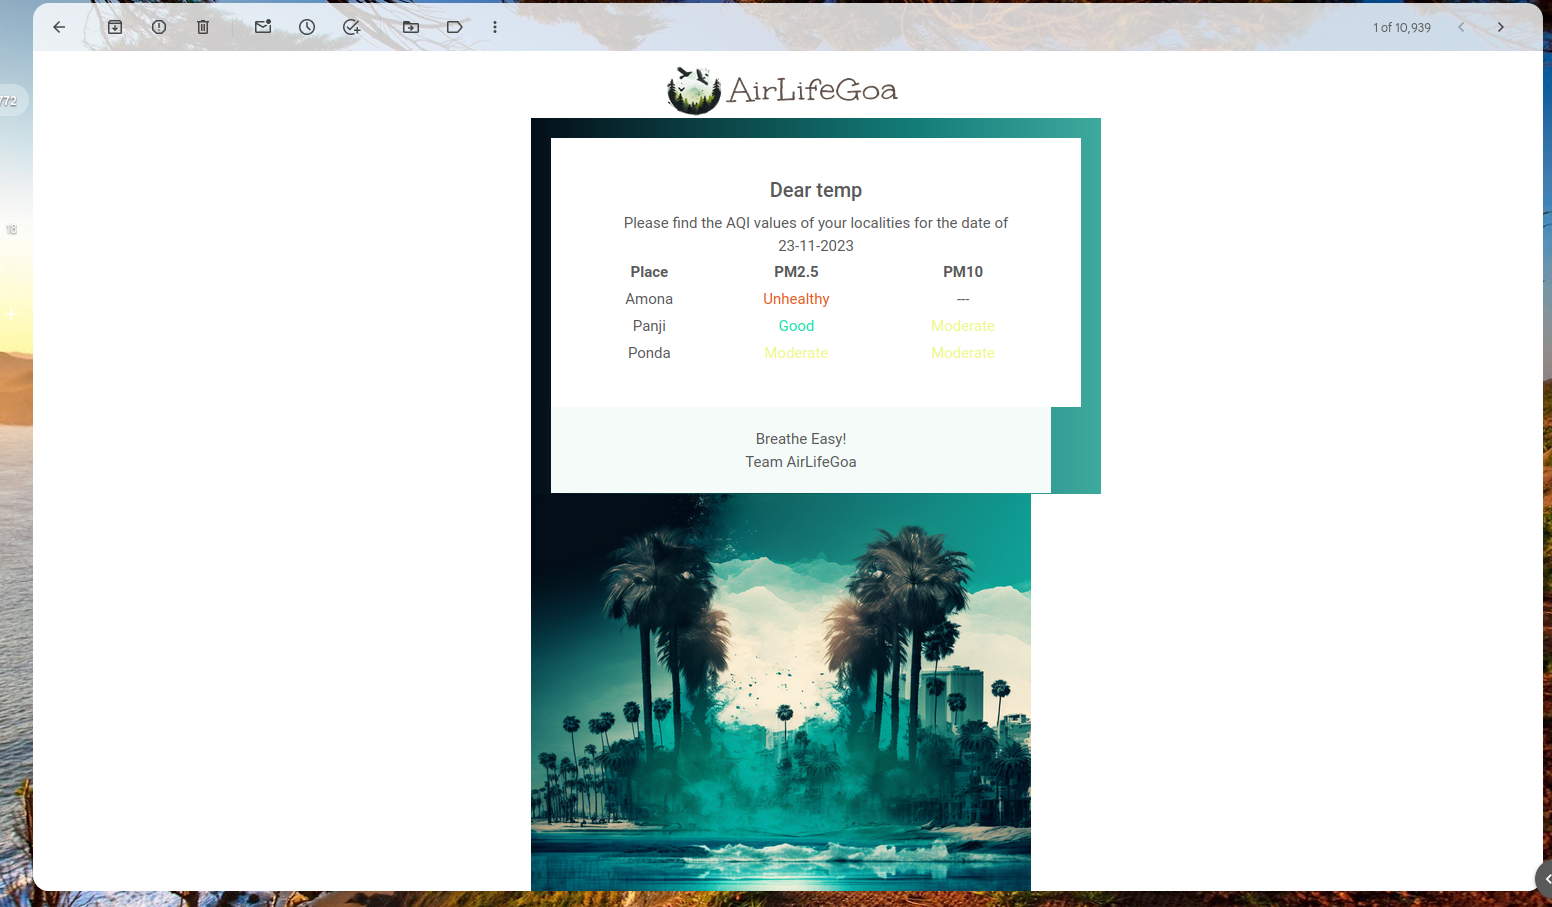 1 of 10,939
772
18
AirLifeGoa
Dear temp
Please find the AQI values of your localities for the date of
23-11-2023
Place PM2.5 PM10
Amona Unhealthy ---
Panji Good Moderate
Ponda Moderate Moderate
Breathe Easy!
Team AirLifeGoa